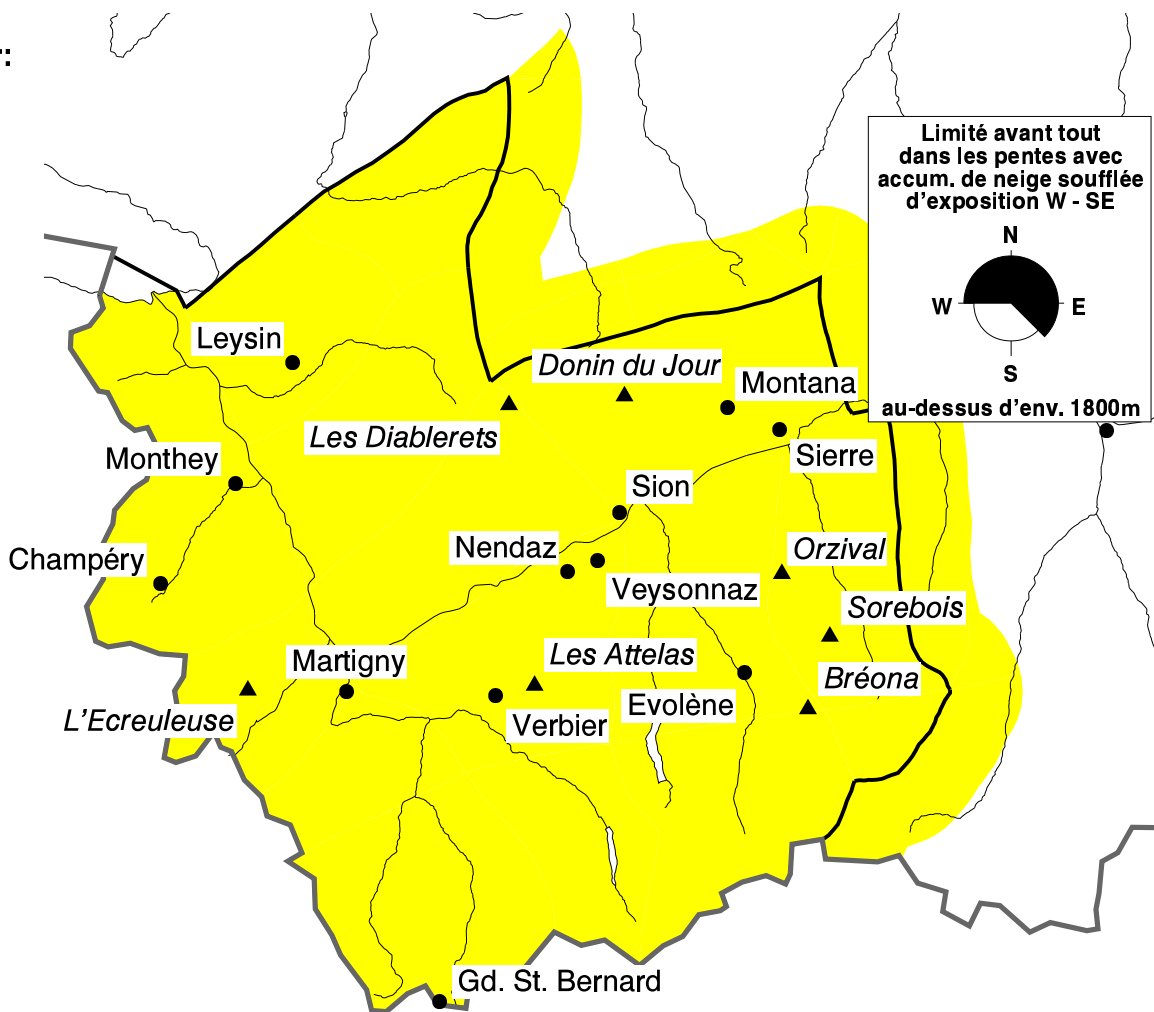 :
Limité avant tout
dans les pentes avec
accum. de neige soufflée
d'exposition W - SE
N
W
E
S
au-dessus d'env. 1800m
Leysin
Donin du Jour
Montana
Les Diablerets
Sierre
Monthey
Sion
Nendaz
Orzival
Champéry
Veysonnaz
Sorebois
Martigny
Les Attelas
Bréona
L'Ecreuleuse
Verbier
Evolène
Gd. St. Bernard